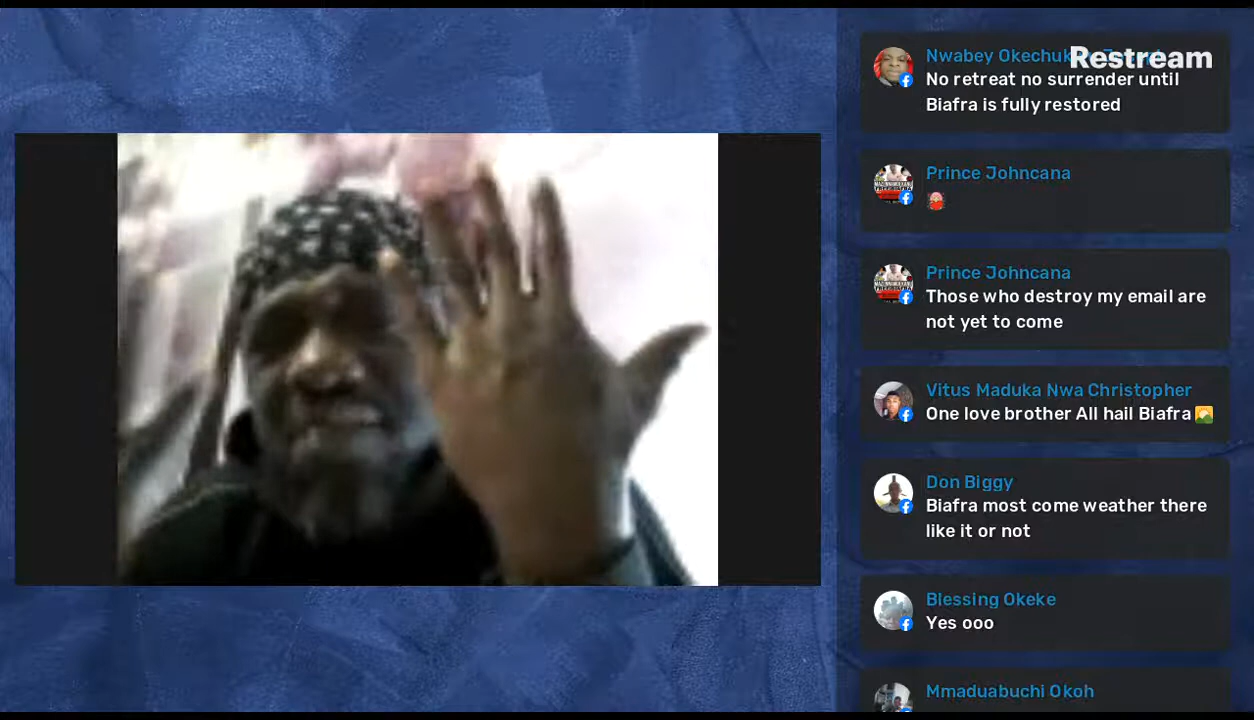 Nwabey Okechuk
Restream
No retreat no surrender until
Biafra is fully restored
Prince Johncana
Prince Johncana
Those who destroy my email are
not yet to come
Vitus Maduka Nwa Christopher
One love brother All hail Biafra
Don Biggy
Biafra most come weather there
like it or not
Blessing Okeke
Yes ooo
Mmaduabuchi Okoh